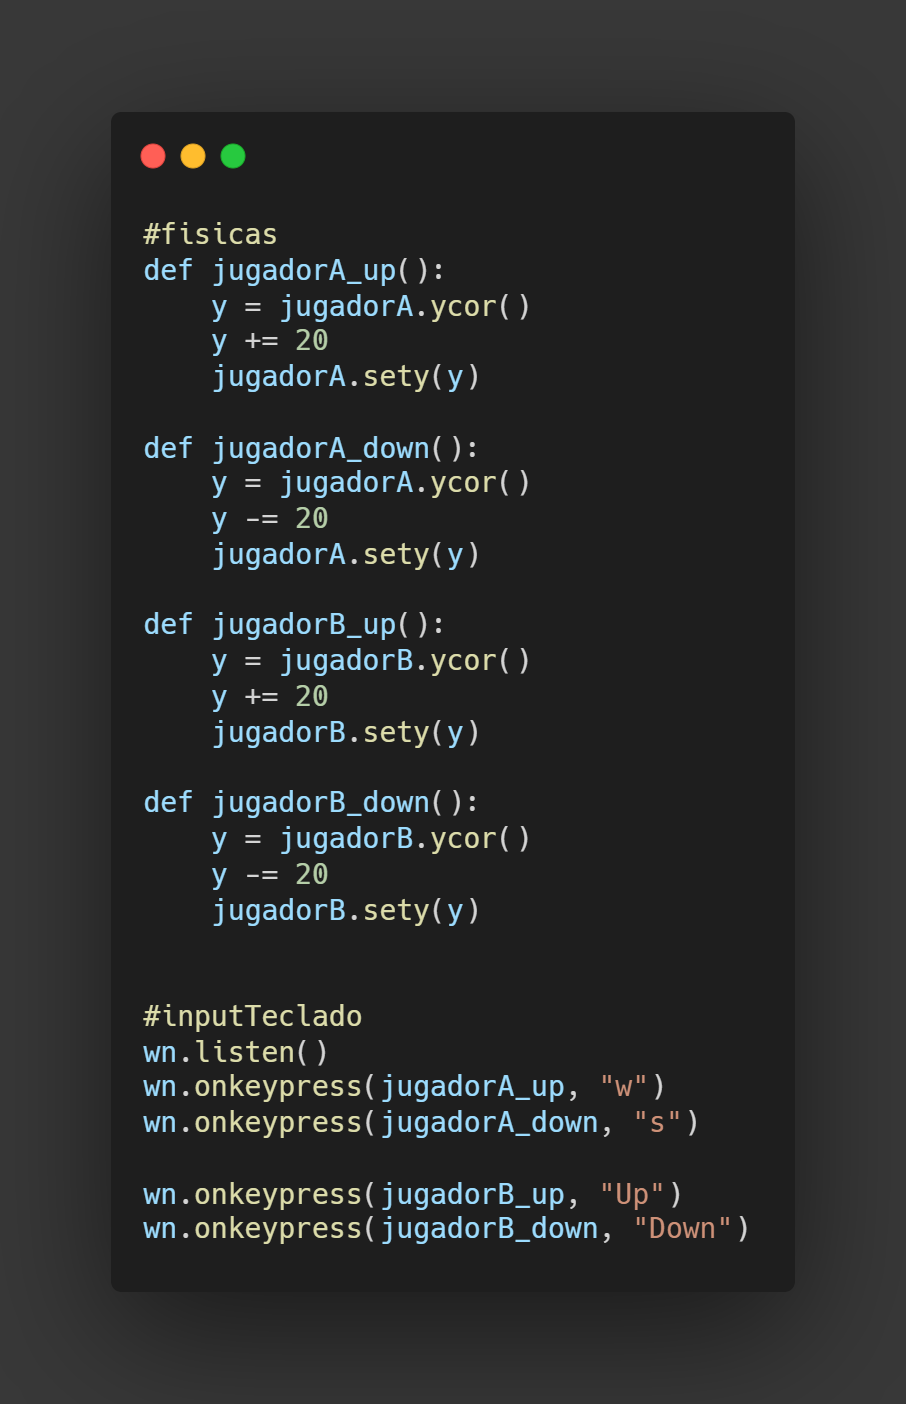 #fisicas
def jugadorA_up():
    y = jugadorA.ycor()
    y += 20
    jugadorA.sety(y)

def jugadorA_down():
    y = jugadorA.ycor()
    y -= 20
    jugadorA.sety(y)

def jugadorB_up():
    y = jugadorB.ycor()
    y += 20
    jugadorB.sety(y)

def jugadorB_down():
    y = jugadorB.ycor()
    y -= 20
    jugadorB.sety(y)


#inputTeclado
wn.listen()
wn.onkeypress(jugadorA_up, "w")
wn.onkeypress(jugadorA_down, "s")

wn.onkeypress(jugadorB_up, "Up")
wn.onkeypress(jugadorB_down, "Down")